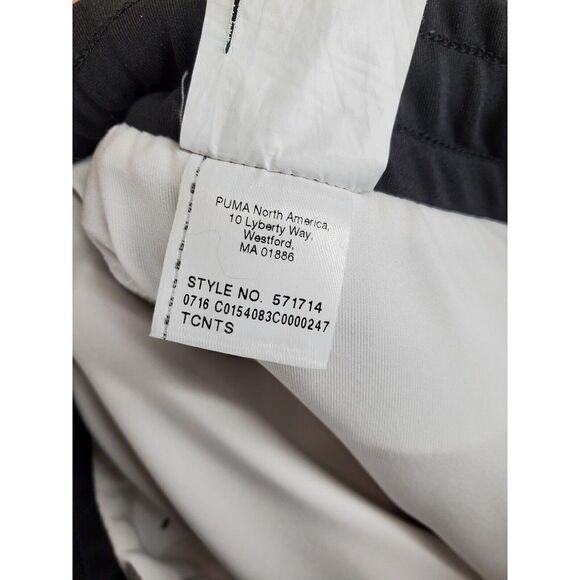 PUMA North America,
10 Lyberty Way,
Westford,
MA 01886
STYLE NO. 571714
0716 C0154083C0000247
TCNTS